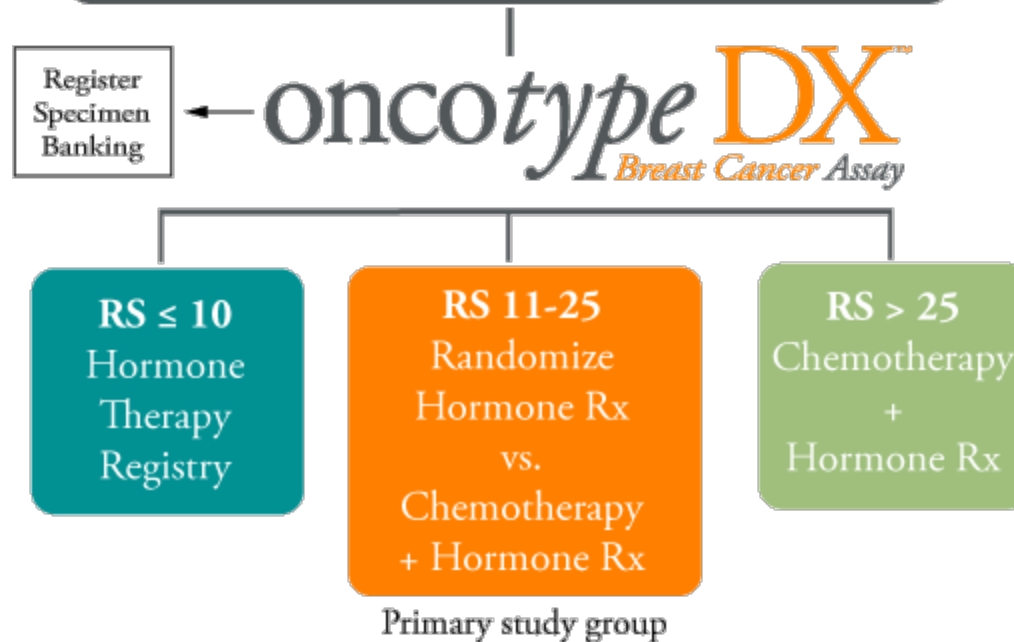 Register
Specimen
Banking
oncotype DX™
Breast Cancer Assay
RS ≤ 10
Hormone
Therapy
Registry
RS 11-25
Randomize
Hormone Rx
vs.
Chemotherapy
+ Hormone Rx
RS > 25
Chemotherapy
+
Hormone Rx
Primary study group